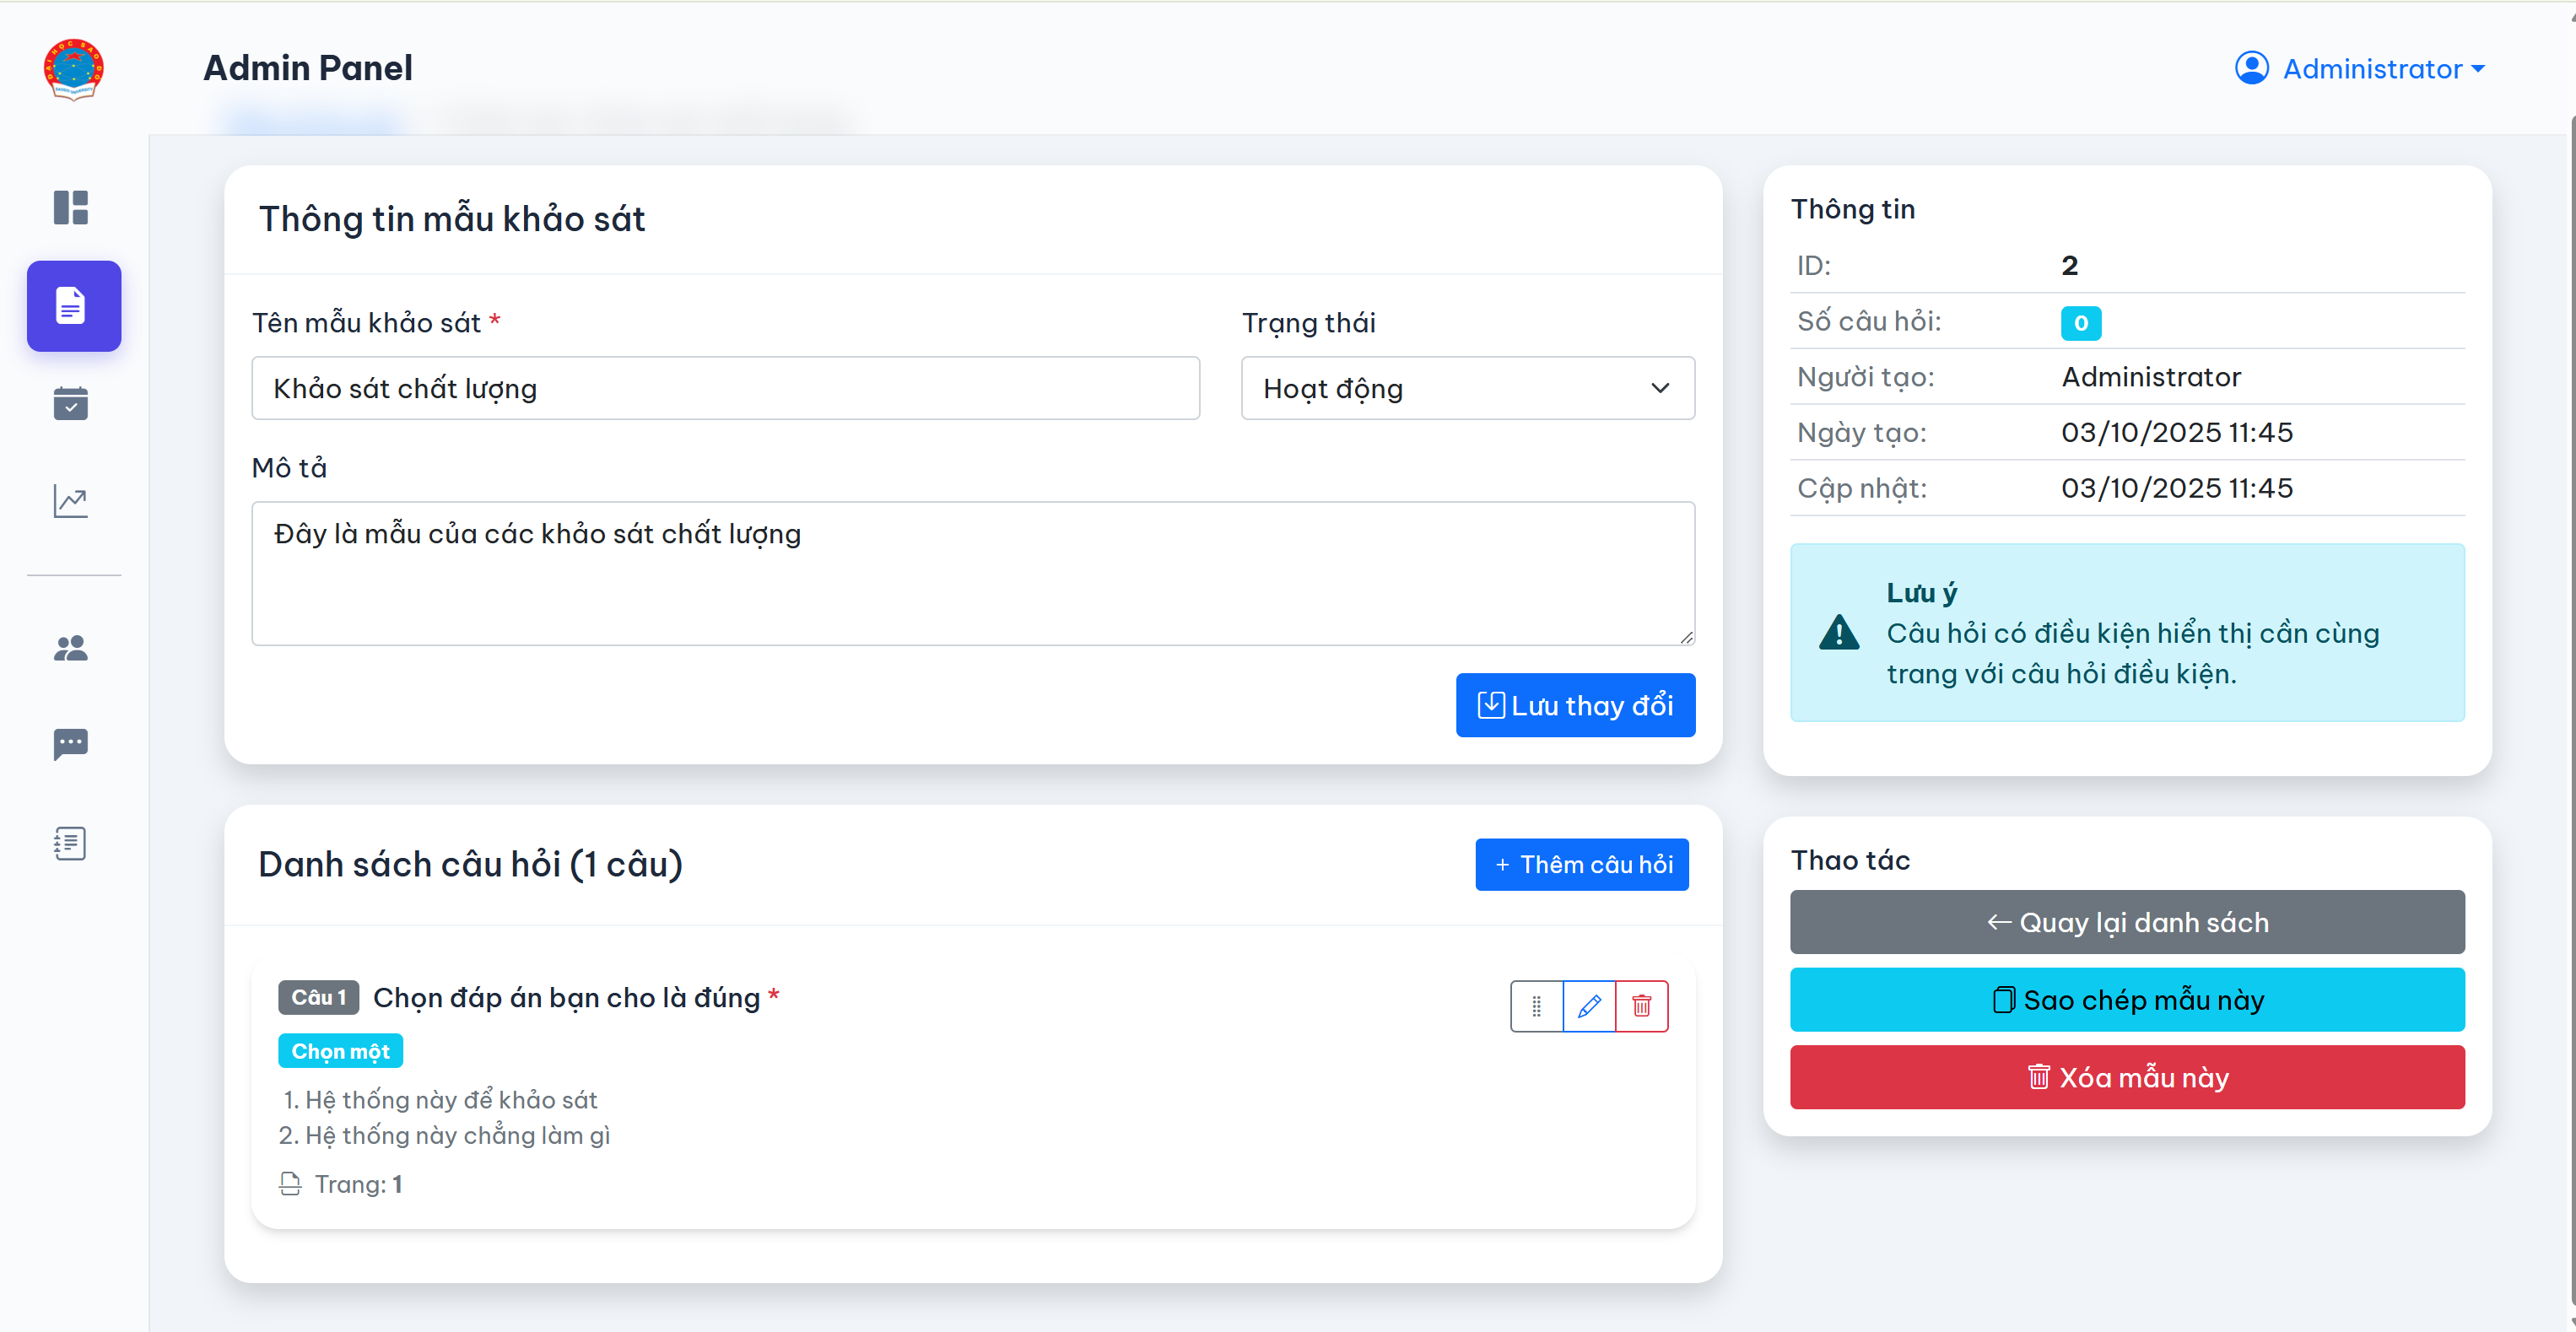 Admin Panel
Administrator
Thông tin mẫu khảo sát
Tên mẫu khảo sát *
Trạng thái
Khảo sát chất lượng
Hoạt động
Mô tả
Đây là mẫu của các khảo sát chất lượng
Lưu thay đổi
Danh sách câu hỏi (1 câu)
+ Thêm câu hỏi
Câu 1 Chọn đáp án bạn cho là đúng *
Chọn một
1. Hệ thống này để khảo sát
2. Hệ thống này chẳng làm gì
Trang: 1
Thông tin
ID: 2
Số câu hỏi: 0
Người tạo: Administrator
Ngày tạo: 03/10/2025 11:45
Cập nhật: 03/10/2025 11:45
Lưu ý
Câu hỏi có điều kiện hiển thị cần cùng
trang với câu hỏi điều kiện.
Thao tác
← Quay lại danh sách
Sao chép mẫu này
Xóa mẫu này